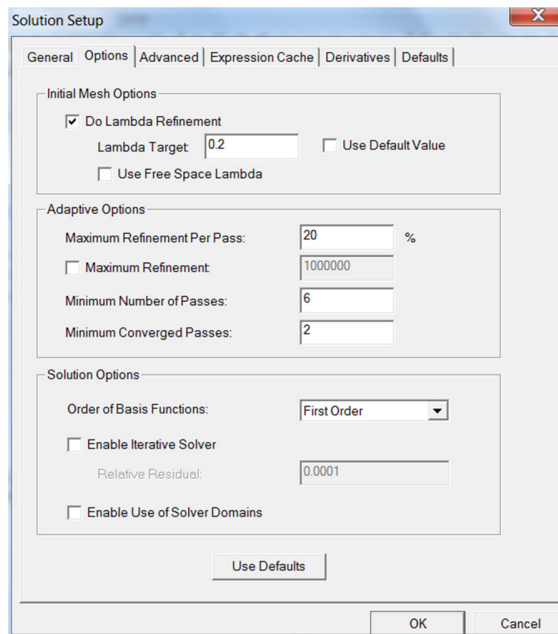 Solution Setup
General Options Advanced Expression Cache Derivatives Defaults
Initial Mesh Options
Do Lambda Refinement
Lambda Target: 0.2 Use Default Value
Use Free Space Lambda
Adaptive Options
Maximum Refinement Per Pass: 20 %
Maximum Refinement: 1000000
Minimum Number of Passes: 6
Minimum Converged Passes: 2
Solution Options
Order of Basis Functions: First Order
Enable Iterative Solver
Relative Residual: 0.0001
Enable Use of Solver Domains
Use Defaults
OK Cancel